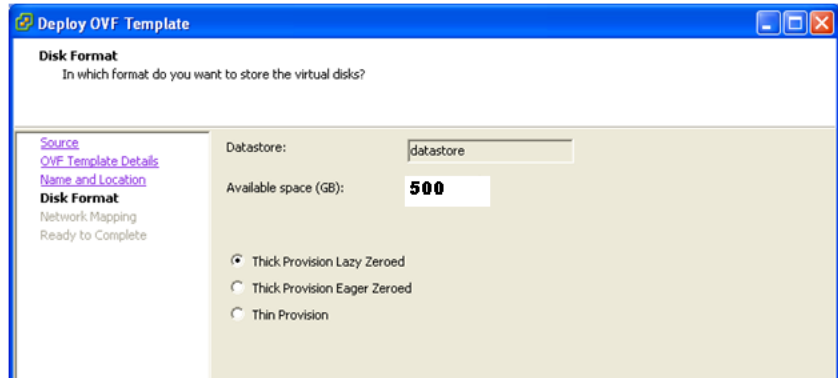 Deploy OVF Template
Disk Format
In which format do you want to store the virtual disks?
Source
OVF Template Details
Name and Location
Disk Format
Network Mapping
Ready to Complete
Datastore: datastore
Available space (GB): 500
Thick Provision Lazy Zeroed
Thick Provision Eager Zeroed
Thin Provision